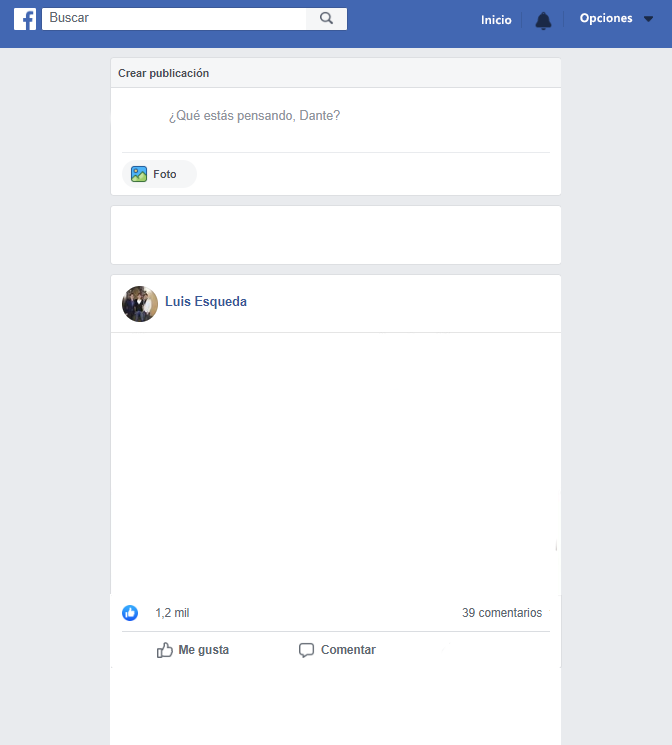 Buscar
Inicio
Opciones
Crear publicación
¿Qué estás pensando, Dante?
Foto
Luis Esqueda
1,2 mil
39 comentarios
Me gusta
Comentar